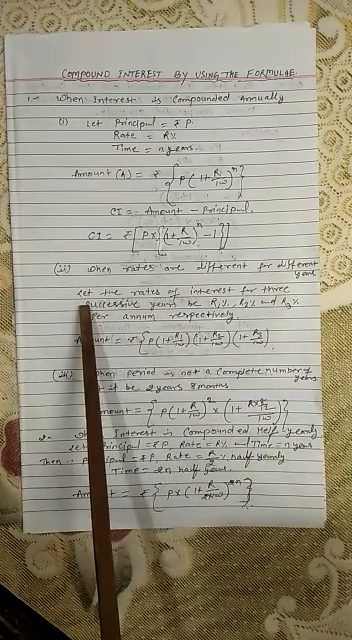 COMPOUND INTEREST BY USING THE FORMULAE.
1- When Interest is Compounded Annually
(i) Let Principal = ₹ P.
Rate = R%
Time = n years.
Amount (A) = ₹ { P(1+R/100)^n }
CI = Amount - Principal.
CI = ₹ [P×{(1+R/100)^n -1}]
(ii) When rates are different for different years
Let the rates of interest for three
successive years be R1%, R2% and R3%
Per annum respectively.
Amount = ₹ {P(1+R1/100)(1+R2/100)(1+R3/100)
(iii) When period is not a complete number of years
it be 2 years 8 months
Amount = { P(1+R/100)^2 × (1+
2- When Interest is Compounded Half yearly
Let Principal = ₹ P, Rate = R% and Time = n years
Then Principal = ₹ P, Rate = R/2 % half yearly
Time = 2n half years.
Amount = ₹ { P×(1+R/2×100)^2n }